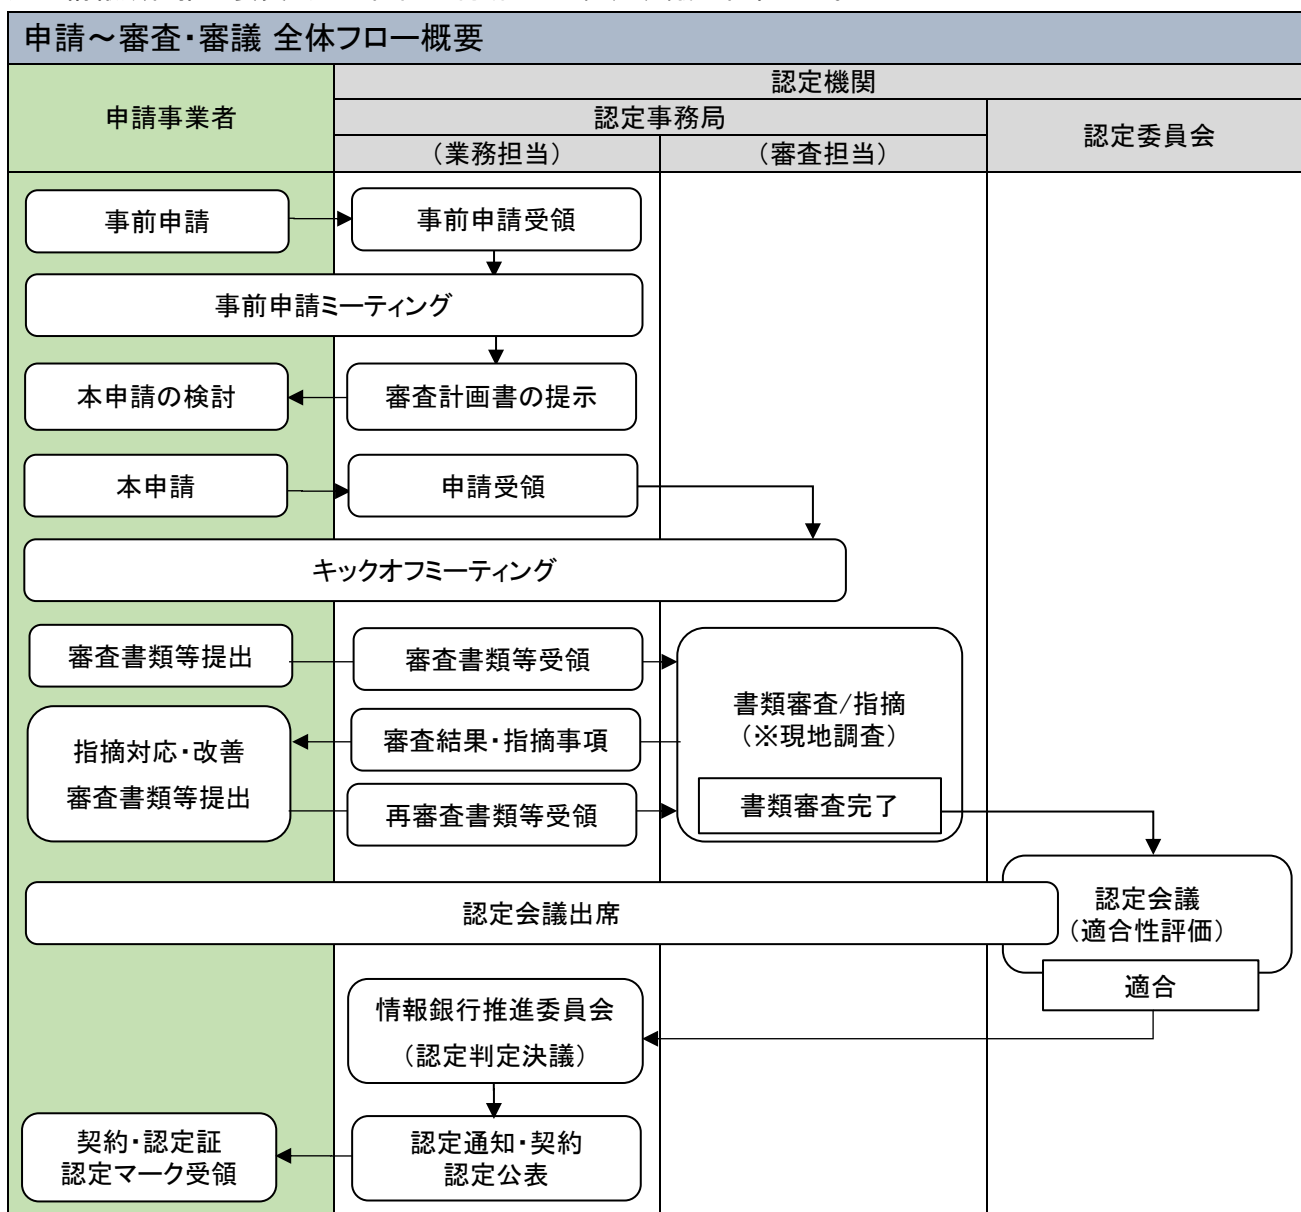 申請～審査・審議 全体フロー概要
申請事業者
認定機関
認定事務局
認定委員会
（業務担当）
（審査担当）
事前申請
事前申請受領
事前申請ミーティング
本申請の検討
審査計画書の提示
本申請
申請受領
キックオフミーティング
審査書類等提出
審査書類等受領
書類審査/指摘
（※現地調査）
指摘対応・改善
審査書類等提出
審査結果・指摘事項
再審査書類等受領
書類審査完了
認定会議出席
認定会議
（適合性評価）
適合
情報銀行推進委員会
（認定判定決議）
契約・認定証
認定マーク受領
認定通知・契約
認定公表